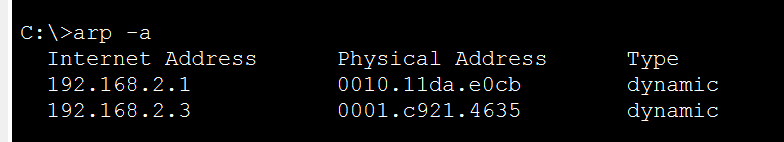 C:\>arp -a
Internet Address Physical Address Type
192.168.2.1 0010.11da.e0cb dynamic
192.168.2.3 0001.c921.4635 dynamic